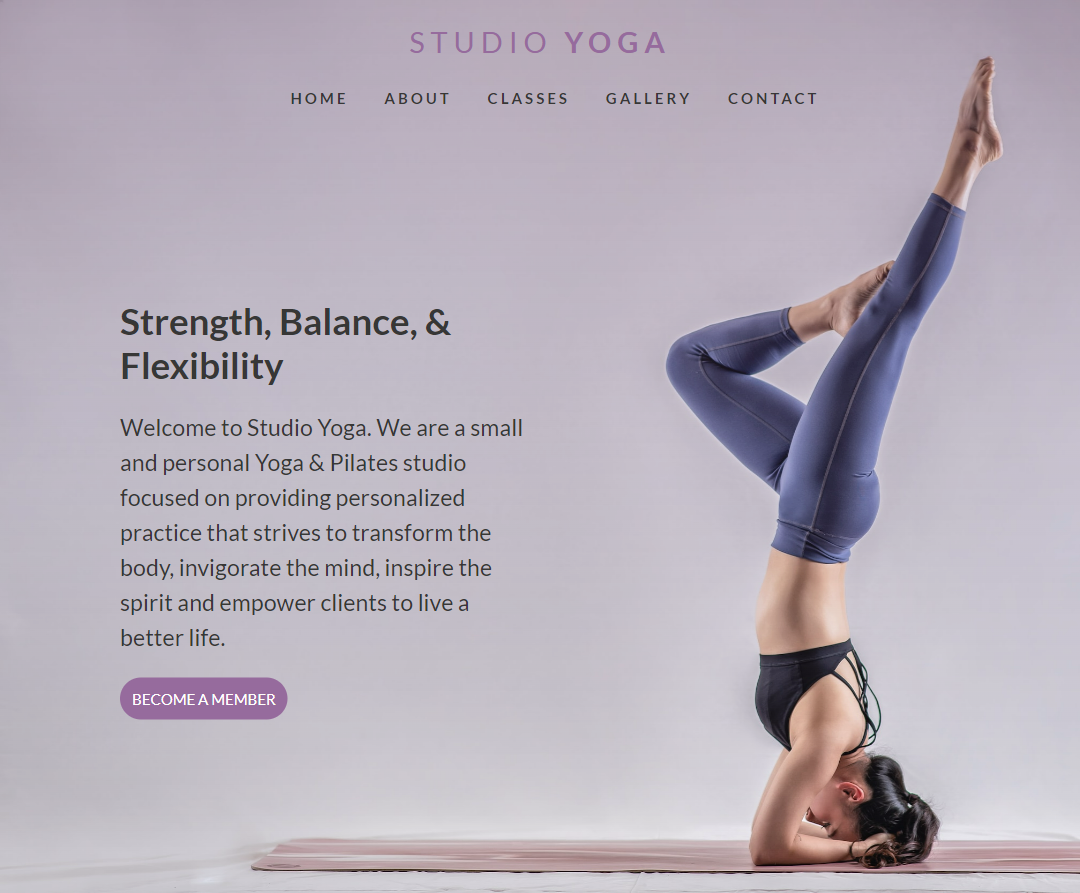 STUDIO YOGA
HOME ABOUT CLASSES GALLERY CONTACT
Strength, Balance, &
Flexibility
Welcome to Studio Yoga. We are a small
and personal Yoga & Pilates studio
focused on providing personalized
practice that strives to transform the
body, invigorate the mind, inspire the
spirit and empower clients to live a
better life.
BECOME A MEMBER